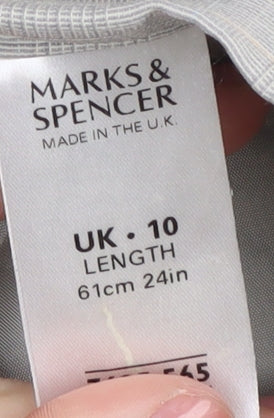 MARKS &
SPENCER
MADE IN THE U.K.
UK • 10
LENGTH
61cm 24in